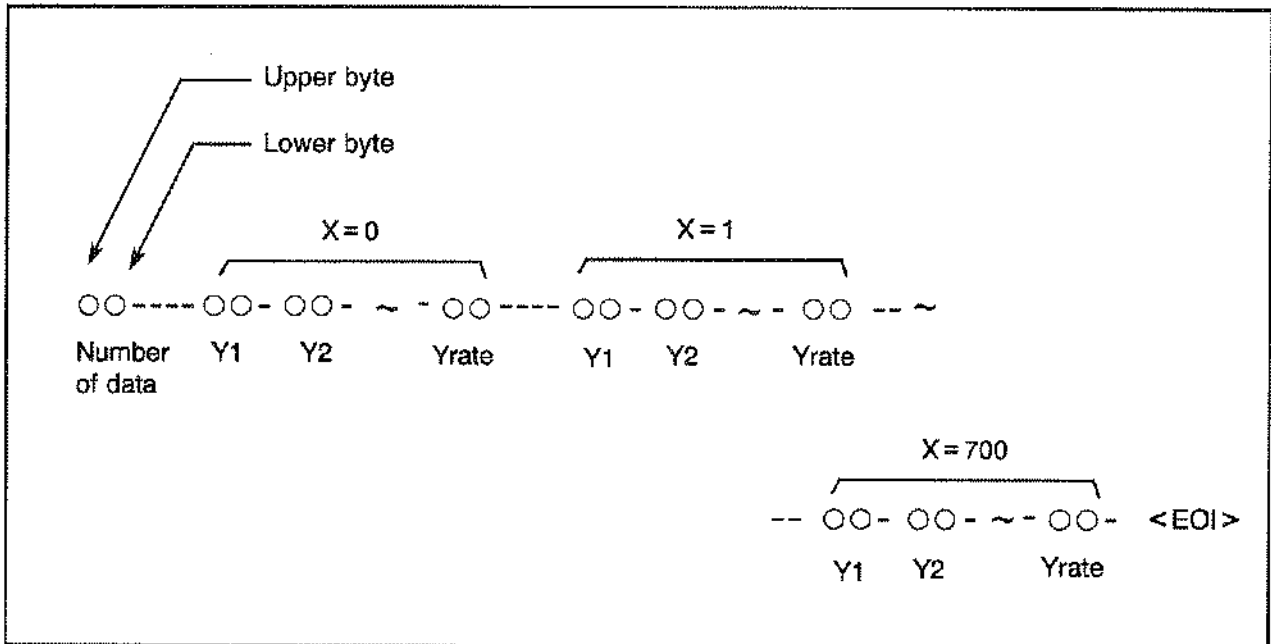 Upper byte
Lower byte
X=0 X=1
○○----○○-○○-~-○○----○○-○○-~-○○--~
Number of data Y1 Y2 Yrate Y1 Y2 Yrate
X=700
--○○-○○-~-○○- <EOI>
Y1 Y2 Yrate